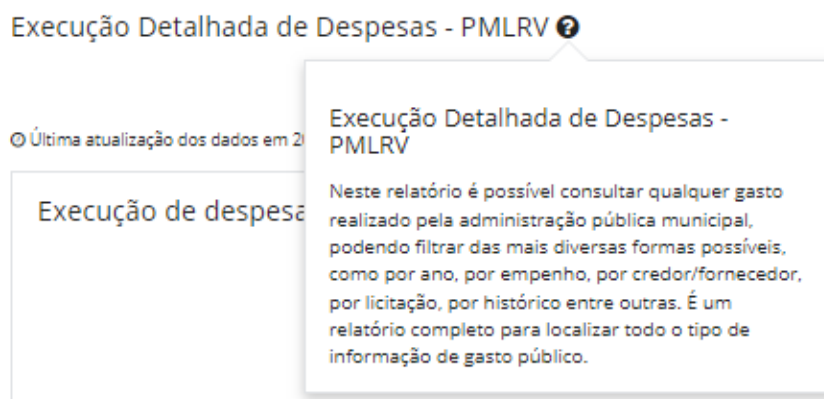 Execução Detalhada de Despesas - PMLRV
Última atualização dos dados em
Execução Detalhada de Despesas -
PMLRV
Execução de
Neste relatório é possível consultar qualquer gasto
realizado pela administração pública municipal,
podendo filtrar das mais diversas formas possíveis,
como por ano, por empenho, por credor/fornecedor,
por licitação, por histórico entre outras. É um
relatório completo para localizar todo o tipo de
informação de gasto público.